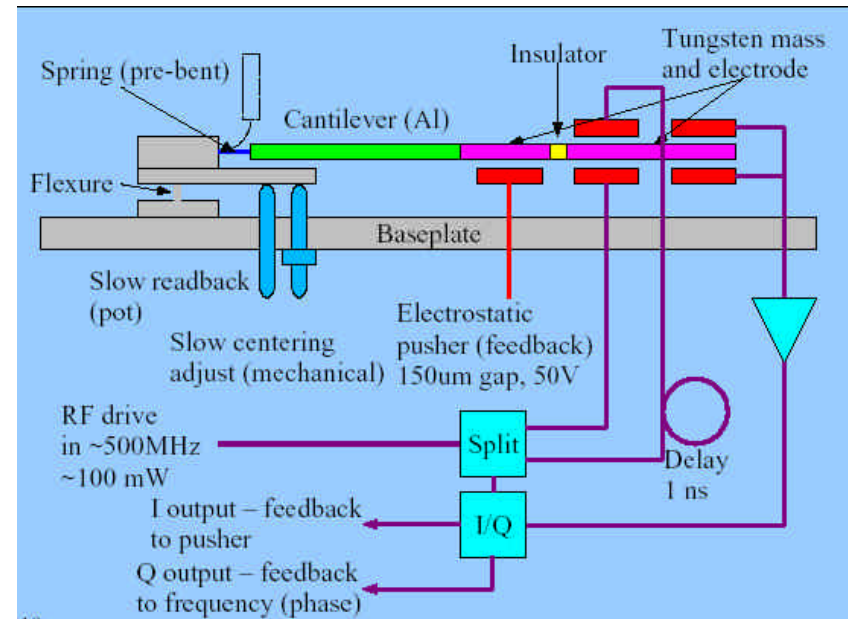 Tungsten mass
and electrode
Insulator
Spring (pre-bent)
Cantilever (Al)
Flexure
Baseplate
Slow readback
(pot)
Slow centering
adjust (mechanical)
Electrostatic
pusher (feedback)
150um gap, 50V
RF drive
in ~500MHz
~100 mW
Split
Delay
1 ns
I output – feedback
to pusher
I/Q
Q output – feedback
to frequency (phase)